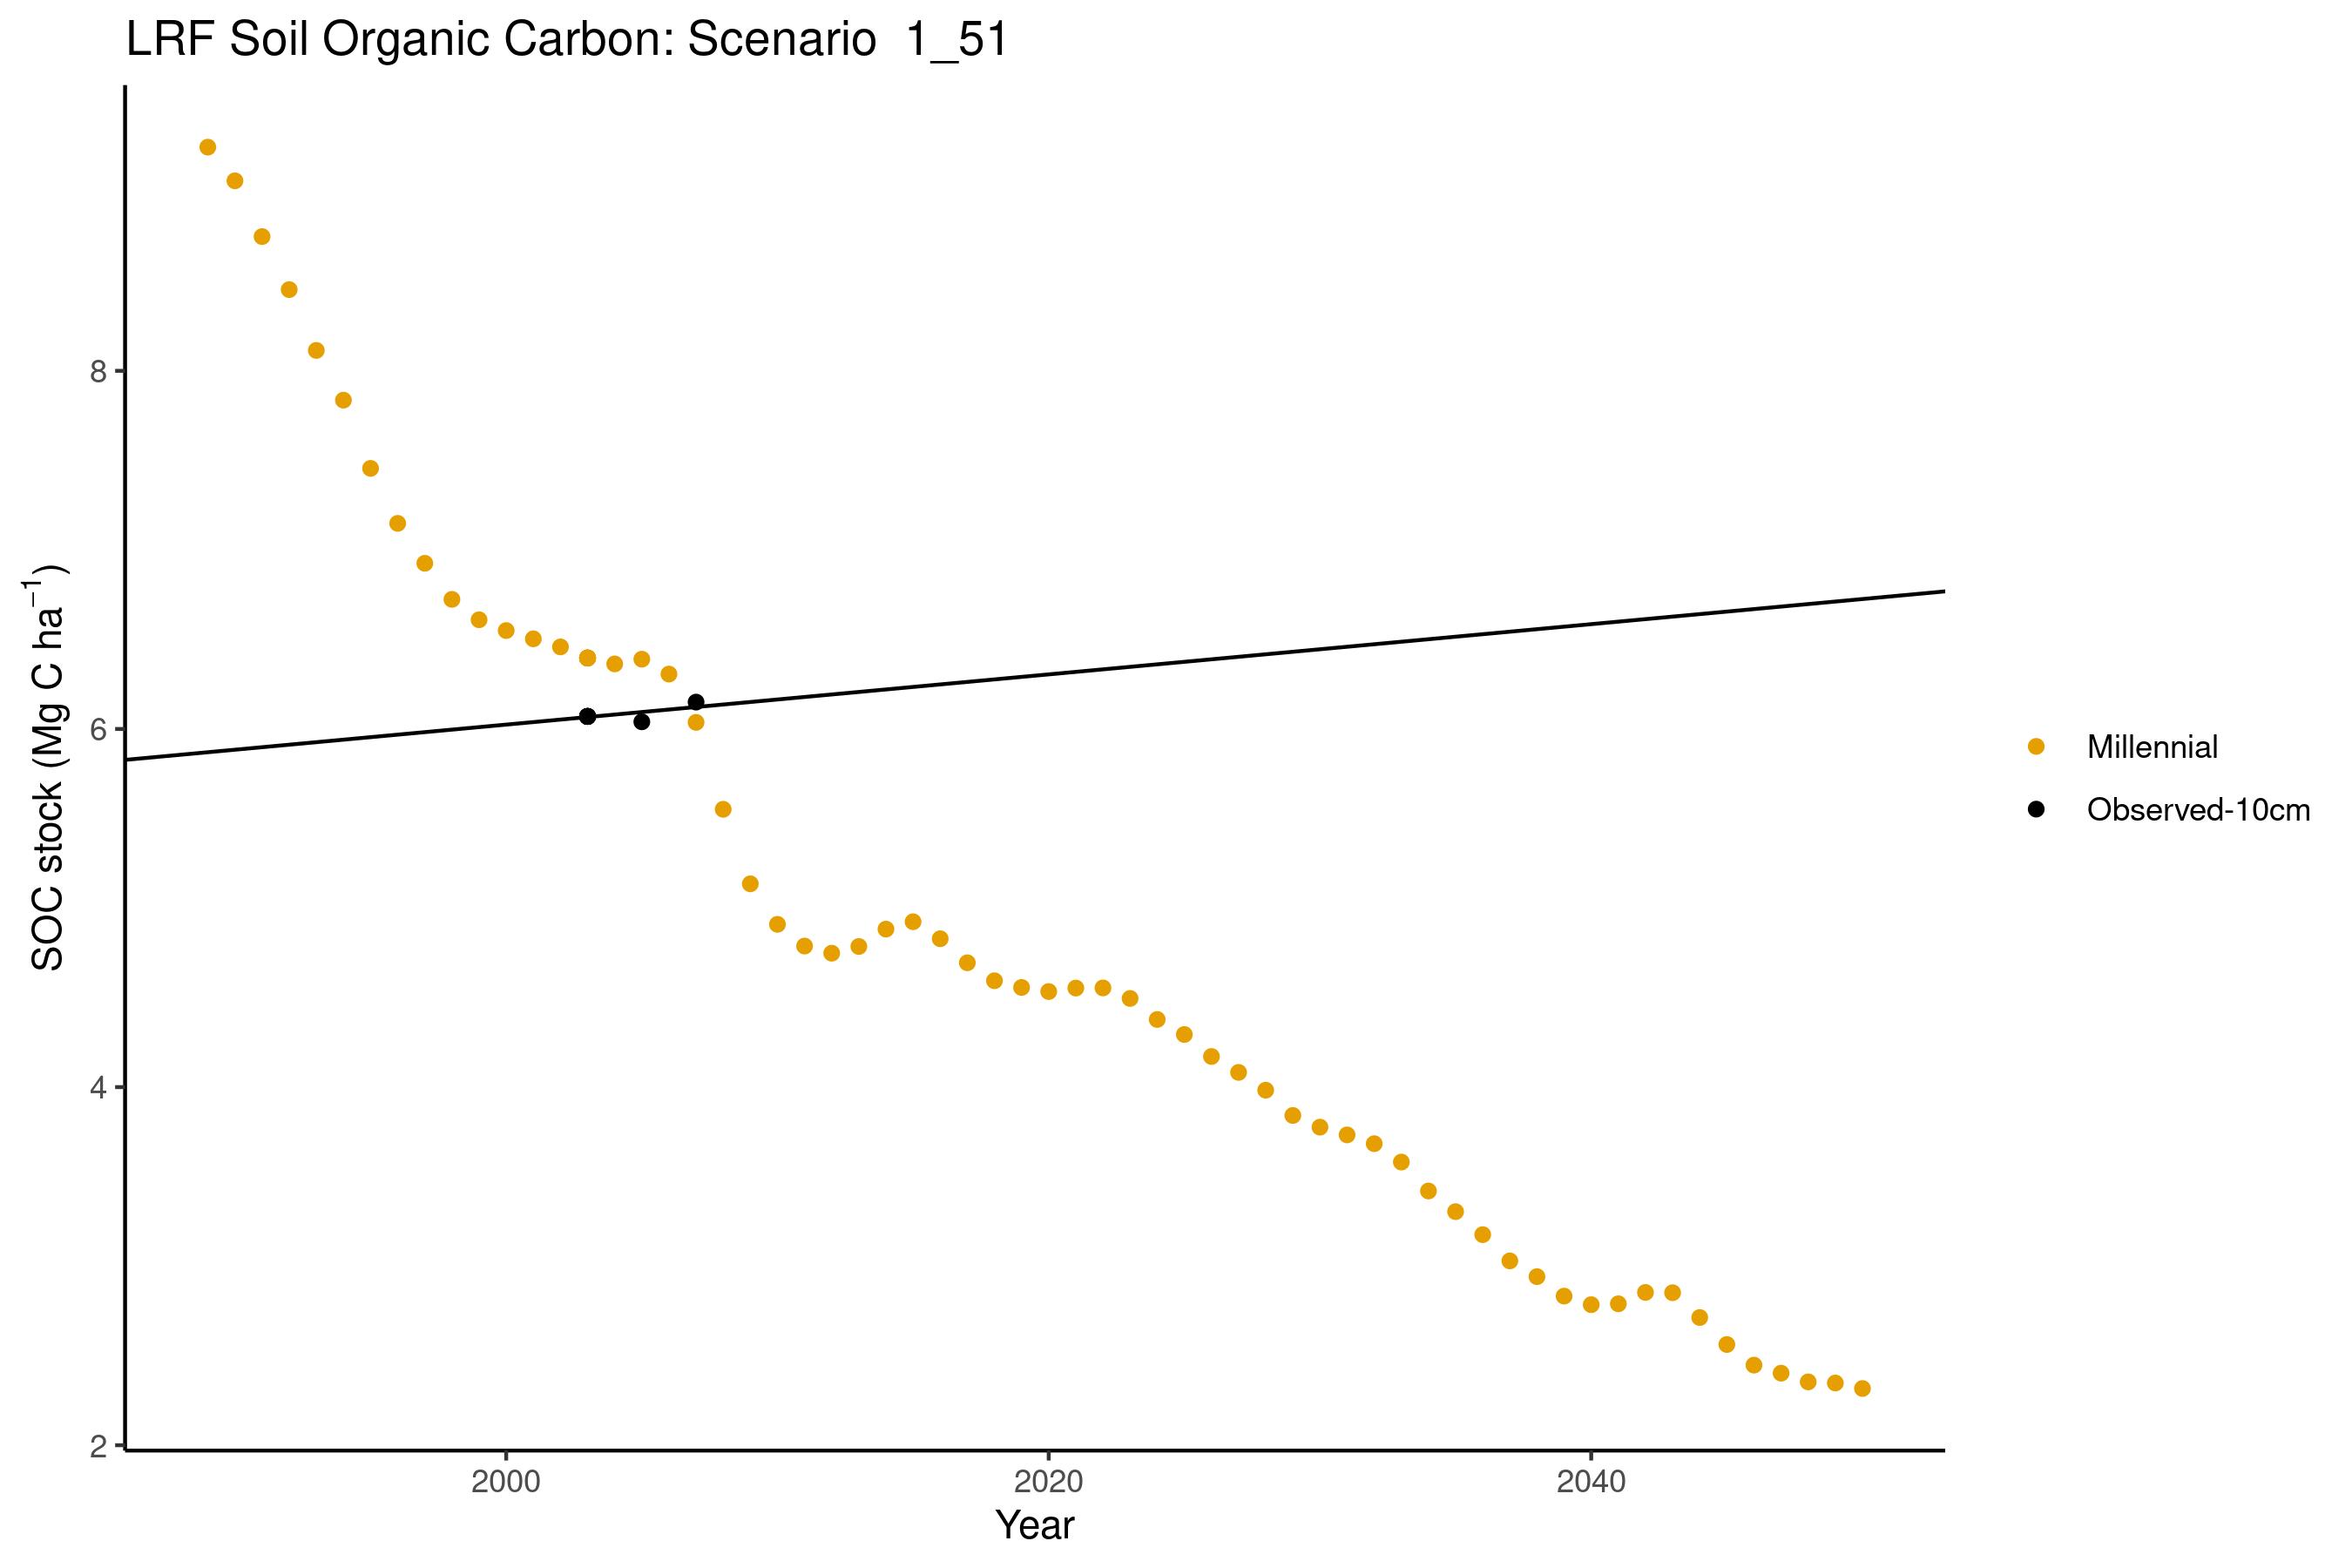 LRF Soil Organic Carbon: Scenario  1_51
SOC stock (Mg C ha−1)
8
6
4
2
2000
2020
2040
Year
Millennial
Observed-10cm